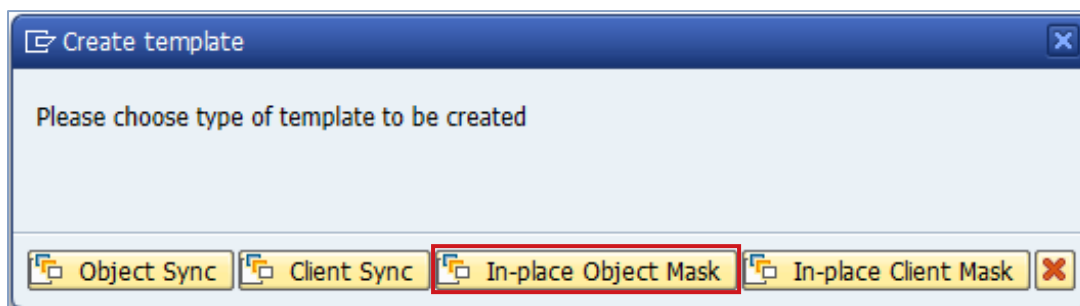 Create template
Please choose type of template to be created
Object Sync Client Sync In-place Object Mask In-place Client Mask